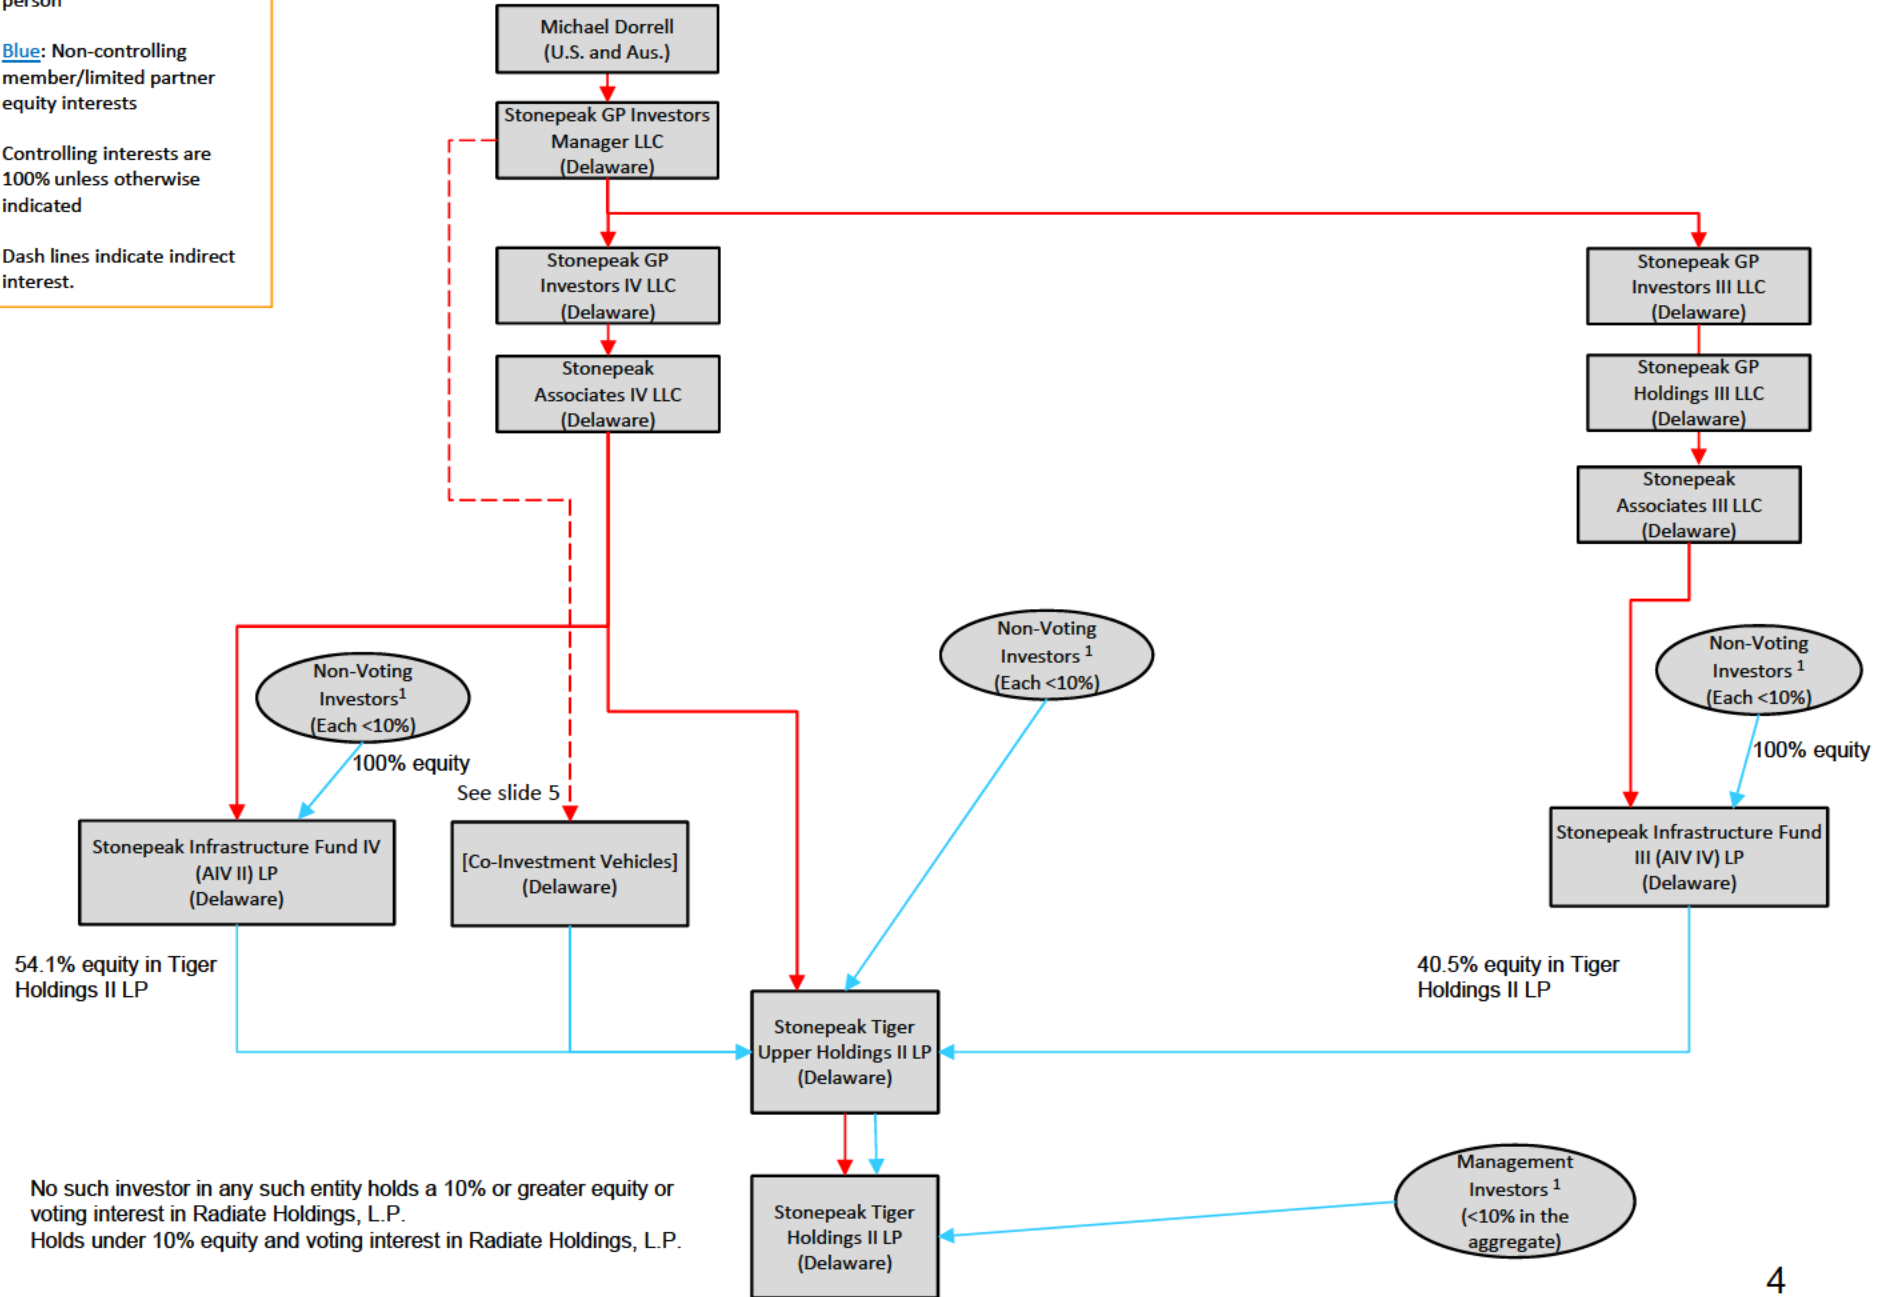 person
Blue: Non-controlling
member/limited partner
equity interests
Controlling interests are
100% unless otherwise
indicated
Dash lines indicate indirect
interest.
Michael Dorrell
(U.S. and Aus.)
Stonepeak GP Investors
Manager LLC
(Delaware)
Stonepeak GP
Investors IV LLC
(Delaware)
Stonepeak GP
Investors III LLC
(Delaware)
Stonepeak
Associates IV LLC
(Delaware)
Stonepeak GP
Holdings III LLC
(Delaware)
Stonepeak
Associates III LLC
(Delaware)
Non-Voting
Investors¹
(Each <10%)
100% equity
Non-Voting
Investors ¹
(Each <10%)
Non-Voting
Investors ¹
(Each <10%)
100% equity
See slide 5
Stonepeak Infrastructure Fund IV
(AIV II) LP
(Delaware)
[Co-Investment Vehicles]
(Delaware)
Stonepeak Infrastructure Fund
III (AIV IV) LP
(Delaware)
54.1% equity in Tiger
Holdings II LP
40.5% equity in Tiger
Holdings II LP
Stonepeak Tiger
Upper Holdings II LP
(Delaware)
No such investor in any such entity holds a 10% or greater equity or
voting interest in Radiate Holdings, L.P.
Holds under 10% equity and voting interest in Radiate Holdings, L.P.
Stonepeak Tiger
Holdings II LP
(Delaware)
Management
Investors ¹
(<10% in the
aggregate)
4